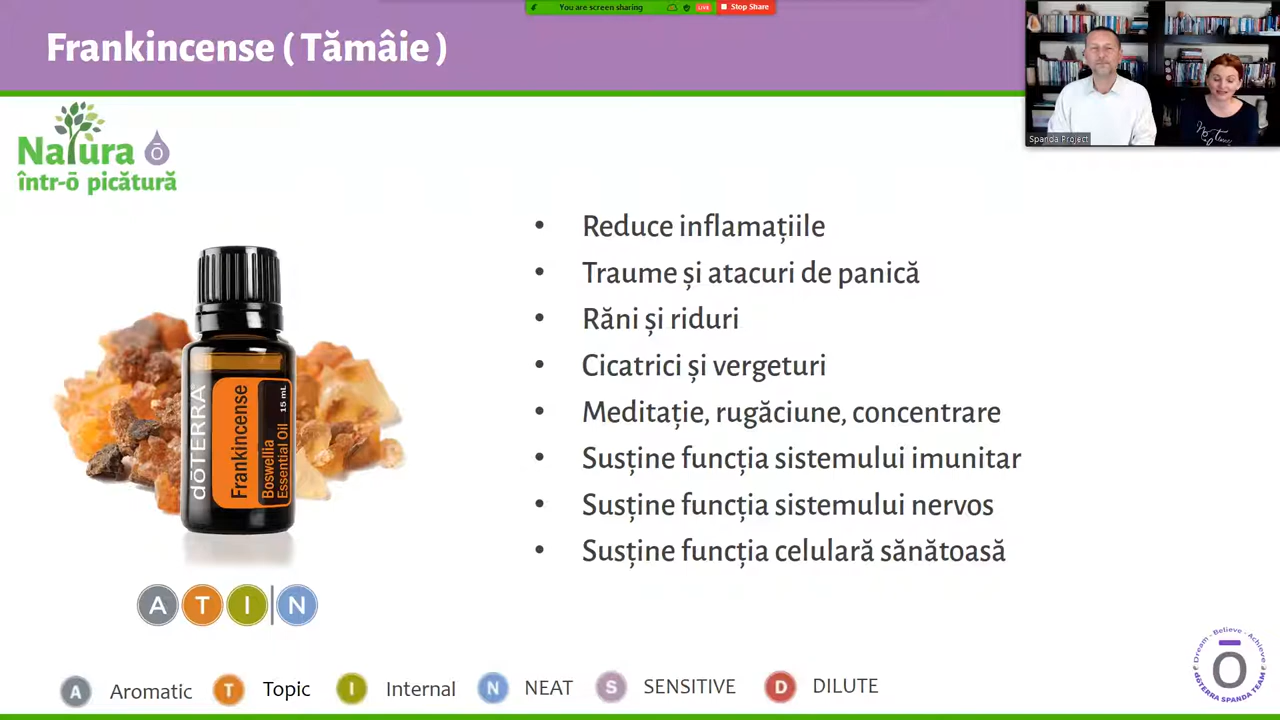 You are screen sharing
LIVE
Stop Share
Frankincense ( Tămâie )
Spanda Project
Natura ō
într-ō picătură
• Reduce inflamațiile
• Traume și atacuri de panică
• Răni și riduri
• Cicatrici și vergeturi
• Meditație, rugăciune, concentrare
• Susține funcția sistemului imunitar
• Susține funcția sistemului nervos
• Susține funcția celulară sănătoasă
dōTERRA
Frankincense
Boswellia
Essential Oil
15 mL
A T I | N
A Aromatic T Topic I Internal N NEAT S SENSITIVE D DILUTE
Dream - Believe - Achieve
ō
dōTERRA SPANDA TEAM